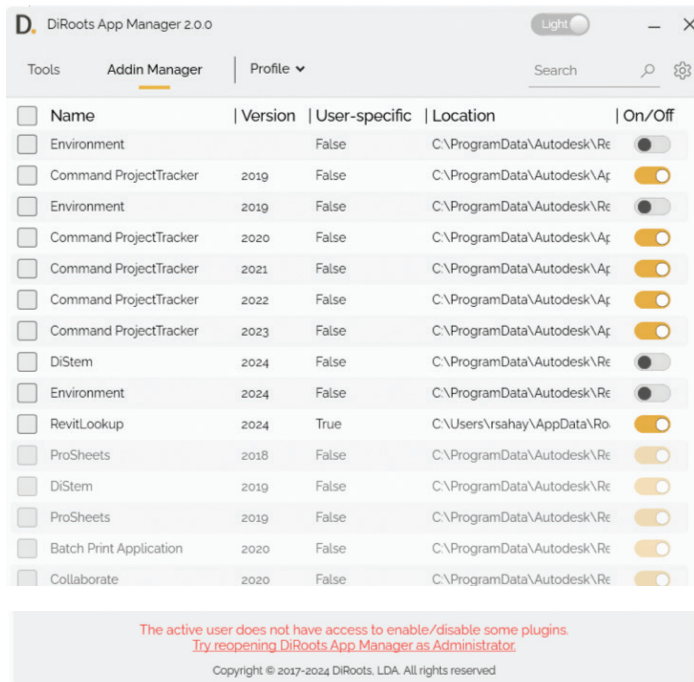 D. DiRoots App Manager 2.0.0 Light
Tools Addin Manager | Profile Search
Name | Version | User-specific | Location | On/Off
Environment False C:\ProgramData\Autodesk\Re
Command ProjectTracker 2019 False C:\ProgramData\Autodesk\Ap
Environment 2019 False C:\ProgramData\Autodesk\Re
Command ProjectTracker 2020 False C:\ProgramData\Autodesk\Ap
Command ProjectTracker 2021 False C:\ProgramData\Autodesk\Ap
Command ProjectTracker 2022 False C:\ProgramData\Autodesk\Ap
Command ProjectTracker 2023 False C:\ProgramData\Autodesk\Ap
DiStem 2024 False C:\ProgramData\Autodesk\Re
Environment 2024 False C:\ProgramData\Autodesk\Re
RevitLookup 2024 True C:\Users\rsahay\AppData\Ro
ProSheets 2018 False C:\ProgramData\Autodesk\Re
DiStem 2019 False C:\ProgramData\Autodesk\Re
ProSheets 2019 False C:\ProgramData\Autodesk\Re
Batch Print Application 2020 False C:\ProgramData\Autodesk\Re
Collaborate 2020 False C:\ProgramData\Autodesk\Re
The active user does not have access to enable/disable some plugins.
Try reopening DiRoots App Manager as Administrator.
Copyright © 2017-2024 DiRoots, LDA. All rights reserved